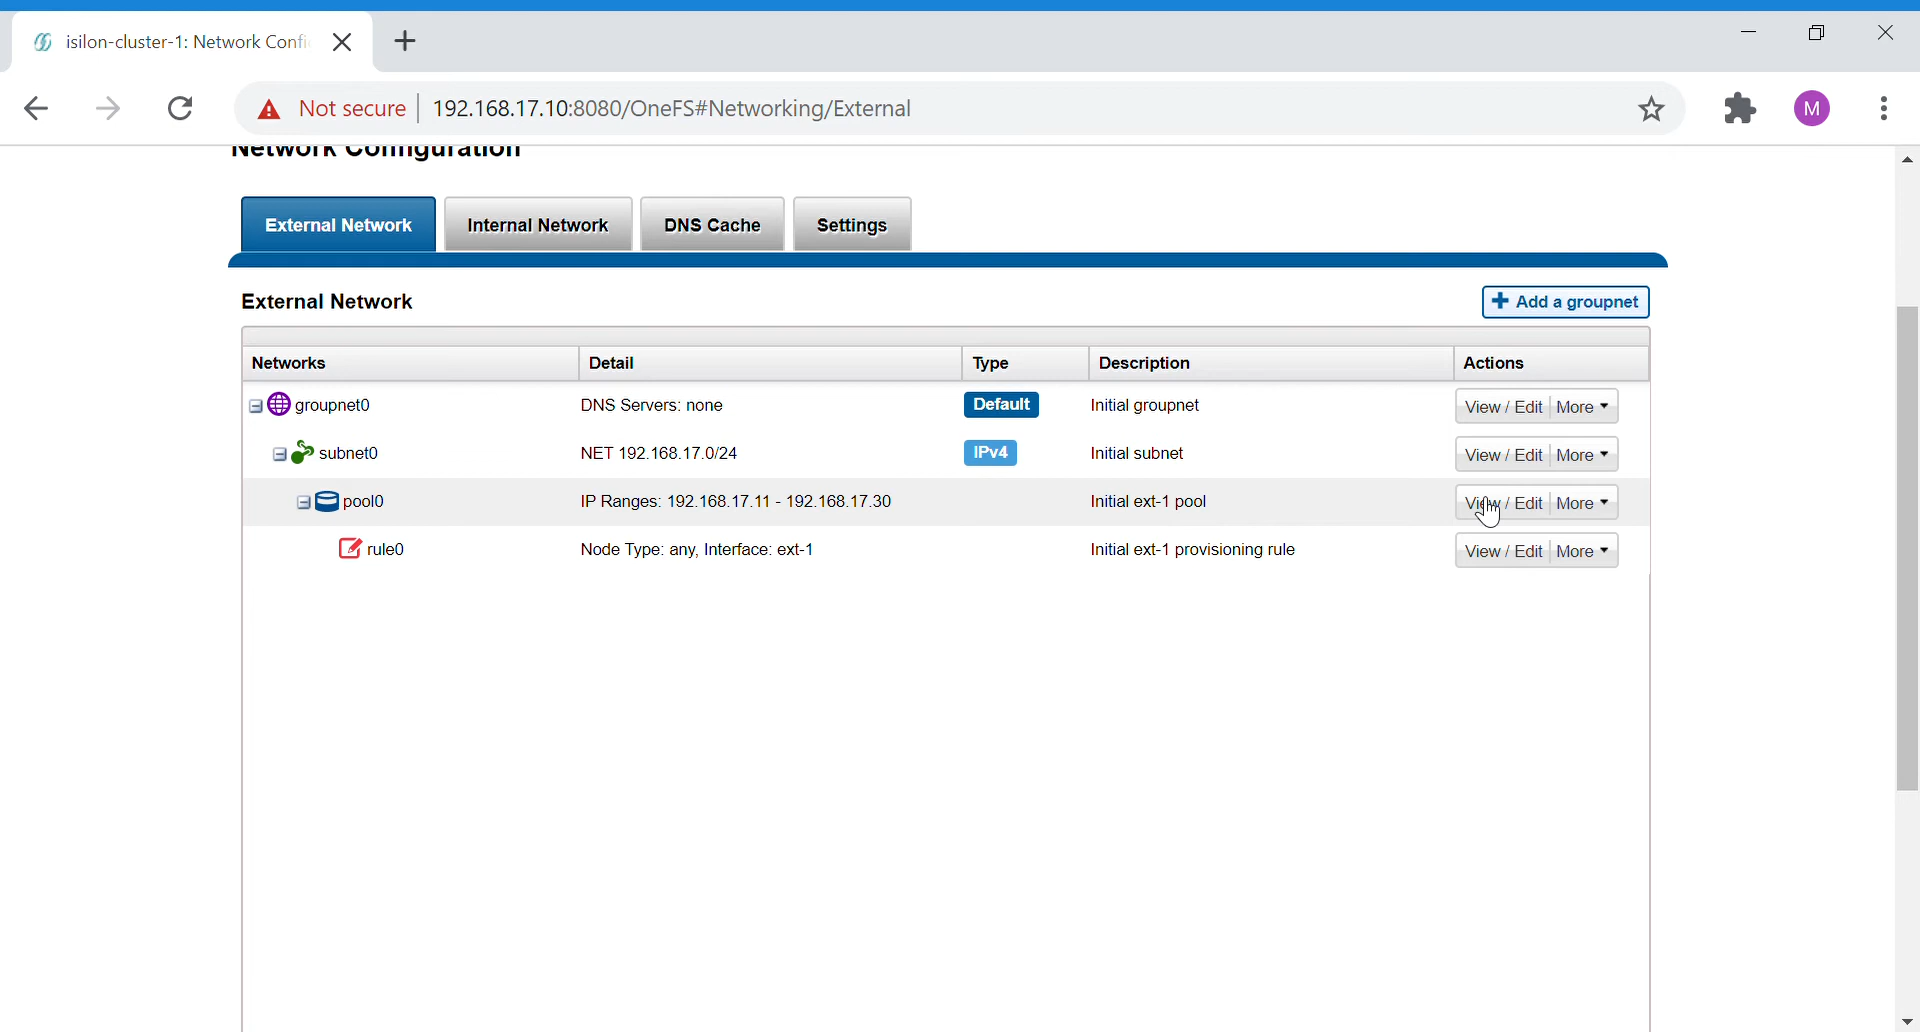 isilon-cluster-1: Network Confi
Not secure
192.168.17.10:8080/OneFS#Networking/External
M
Network Configuration
External Network
Internal Network
DNS Cache
Settings
External Network
Add a groupnet
Networks Detail Type Description Actions
groupnet0 DNS Servers: none Default Initial groupnet View / Edit More
subnet0 NET 192.168.17.0/24 IPv4 Initial subnet View / Edit More
pool0 IP Ranges: 192.168.17.11 - 192.168.17.30 Initial ext-1 pool View / Edit More
rule0 Node Type: any, Interface: ext-1 Initial ext-1 provisioning rule View / Edit More